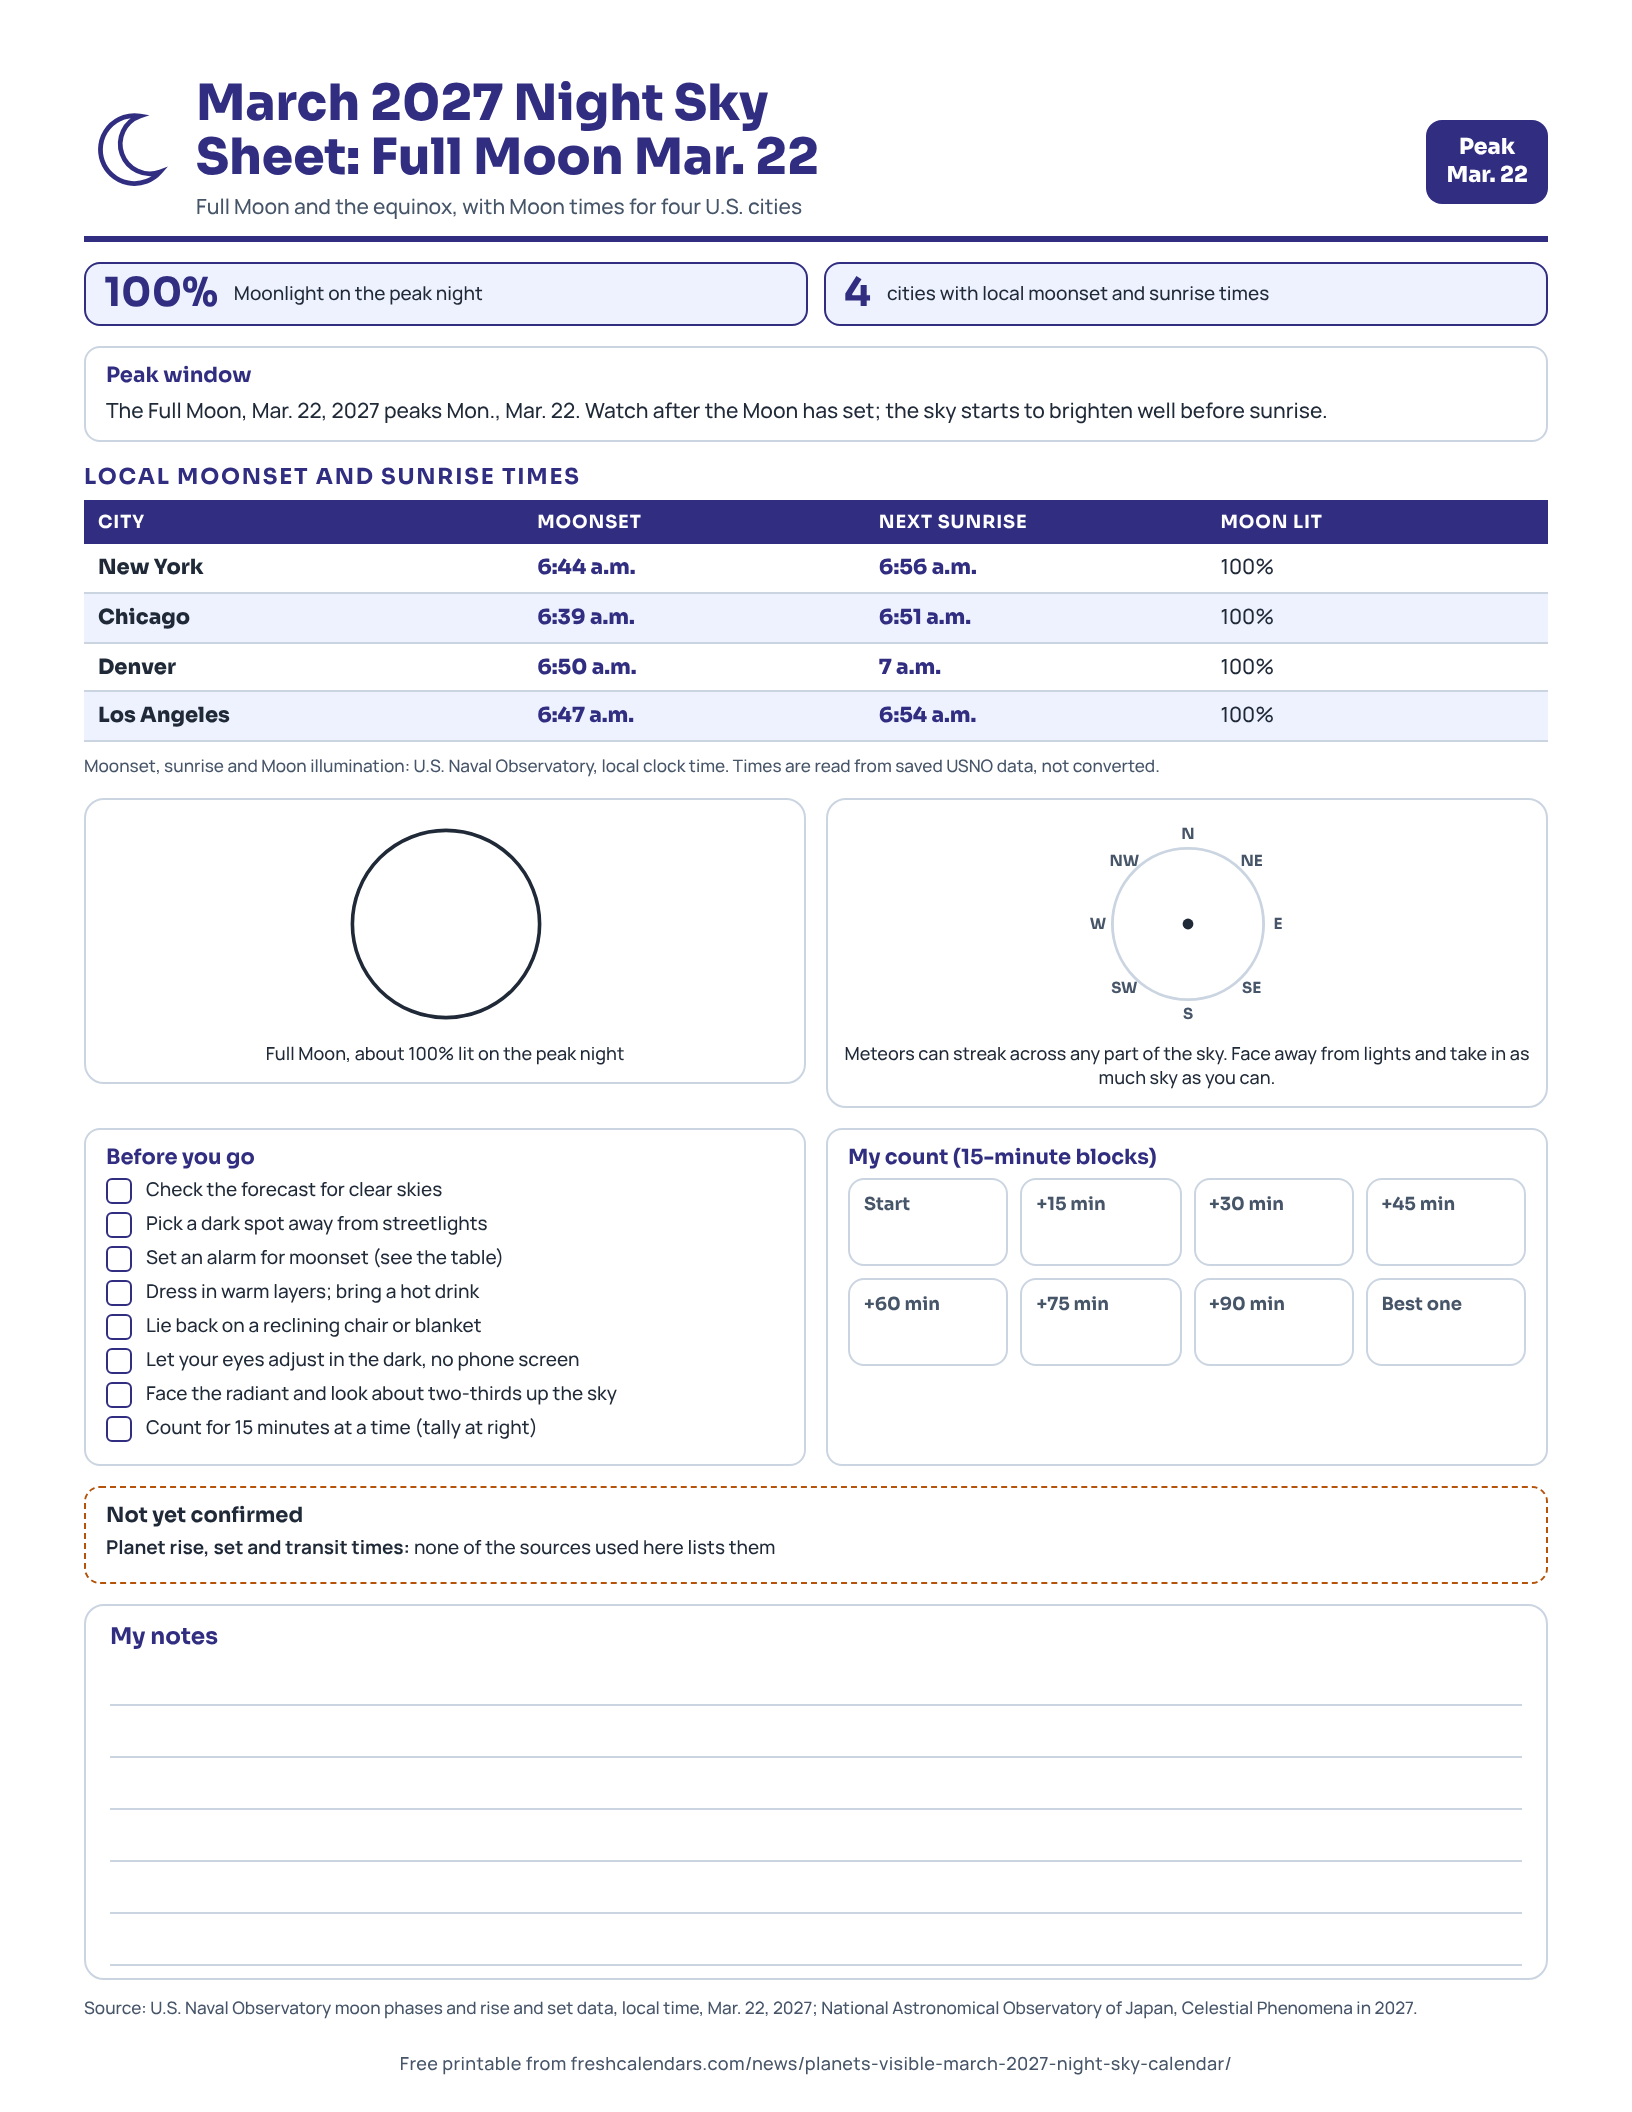 March 2027 Night Sky
Sheet: Full Moon Mar. 22
Full Moon and the equinox, with Moon times for four U.S. cities
Peak
Mar. 22
100% Moonlight on the peak night
4 cities with local moonset and sunrise times
Peak window
The Full Moon, Mar. 22, 2027 peaks Mon., Mar. 22. Watch after the Moon has set; the sky starts to brighten well before sunrise.
LOCAL MOONSET AND SUNRISE TIMES
CITY MOONSET NEXT SUNRISE MOON LIT
New York 6:44 a.m. 6:56 a.m. 100%
Chicago 6:39 a.m. 6:51 a.m. 100%
Denver 6:50 a.m. 7 a.m. 100%
Los Angeles 6:47 a.m. 6:54 a.m. 100%
Moonset, sunrise and Moon illumination: U.S. Naval Observatory, local clock time. Times are read from saved USNO data, not converted.
Full Moon, about 100% lit on the peak night
N
NW NE
W E
SW SE
S
Meteors can streak across any part of the sky. Face away from lights and take in as
much sky as you can.
Before you go
Check the forecast for clear skies
Pick a dark spot away from streetlights
Set an alarm for moonset (see the table)
Dress in warm layers; bring a hot drink
Lie back on a reclining chair or blanket
Let your eyes adjust in the dark, no phone screen
Face the radiant and look about two-thirds up the sky
Count for 15 minutes at a time (tally at right)
My count (15-minute blocks)
Start +15 min +30 min +45 min
+60 min +75 min +90 min Best one
Not yet confirmed
Planet rise, set and transit times: none of the sources used here lists them
My notes
Source: U.S. Naval Observatory moon phases and rise and set data, local time, Mar. 22, 2027; National Astronomical Observatory of Japan, Celestial Phenomena in 2027.
Free printable from freshcalendars.com/news/planets-visible-march-2027-night-sky-calendar/